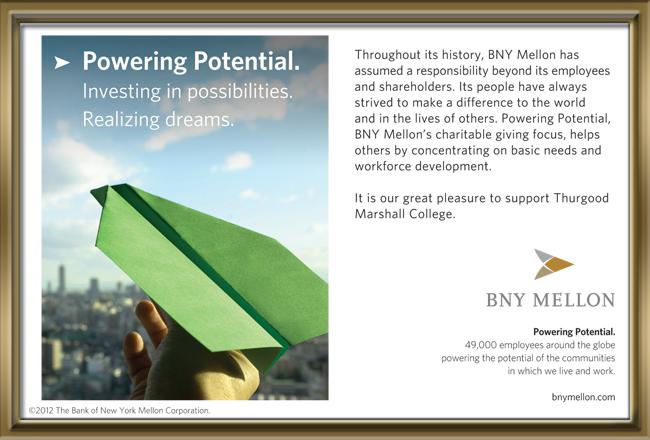 Powering Potential.
Investing in possibilities.
Realizing dreams.
Throughout its history, BNY Mellon has
assumed a responsibility beyond its employees
and shareholders. Its people have always
strived to make a difference to the world
and in the lives of others. Powering Potential,
BNY Mellon's charitable giving focus, helps
others by concentrating on basic needs and
workforce development.
It is our great pleasure to support Thurgood
Marshall College.
BNY MELLON
Powering Potential.
49,000 employees around the globe
powering the potential of the communities
in which we live and work.
bnymellon.com
©2012 The Bank of New York Mellon Corporation.